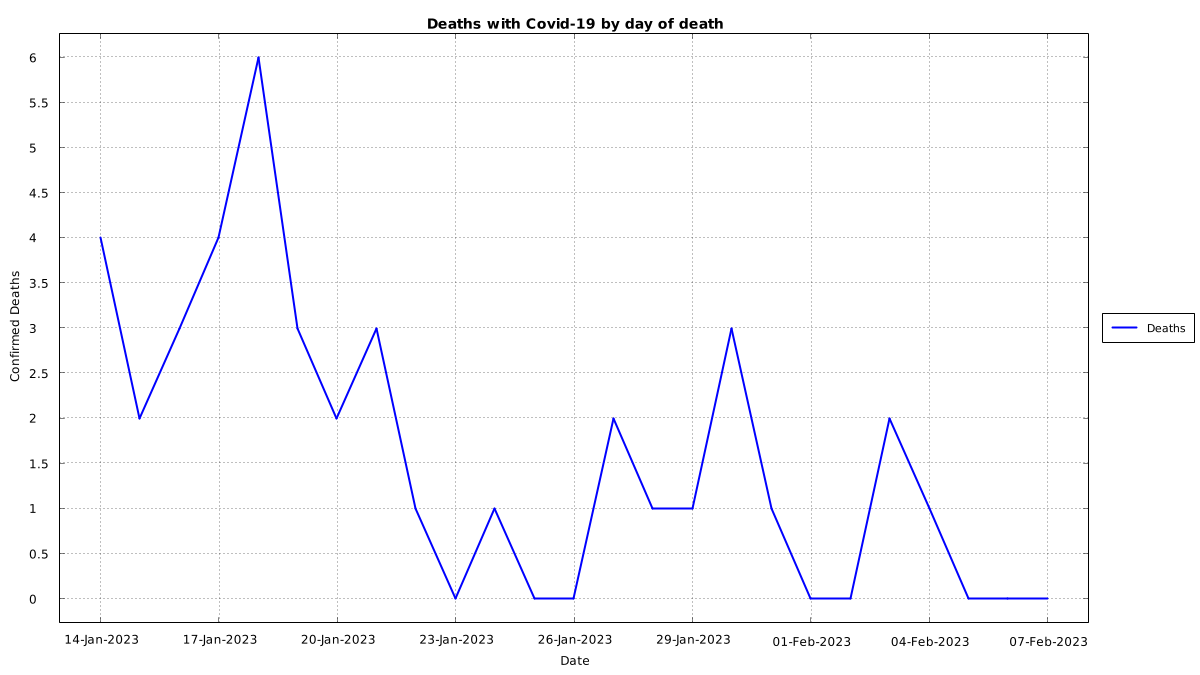 Deaths with Covid-19 by day of death
Confirmed Deaths
6
5.5
5
4.5
4
3.5
3
2.5
2
1.5
1
0.5
0
14-Jan-2023
17-Jan-2023
20-Jan-2023
23-Jan-2023
26-Jan-2023
29-Jan-2023
01-Feb-2023
04-Feb-2023
07-Feb-2023
Date
Deaths